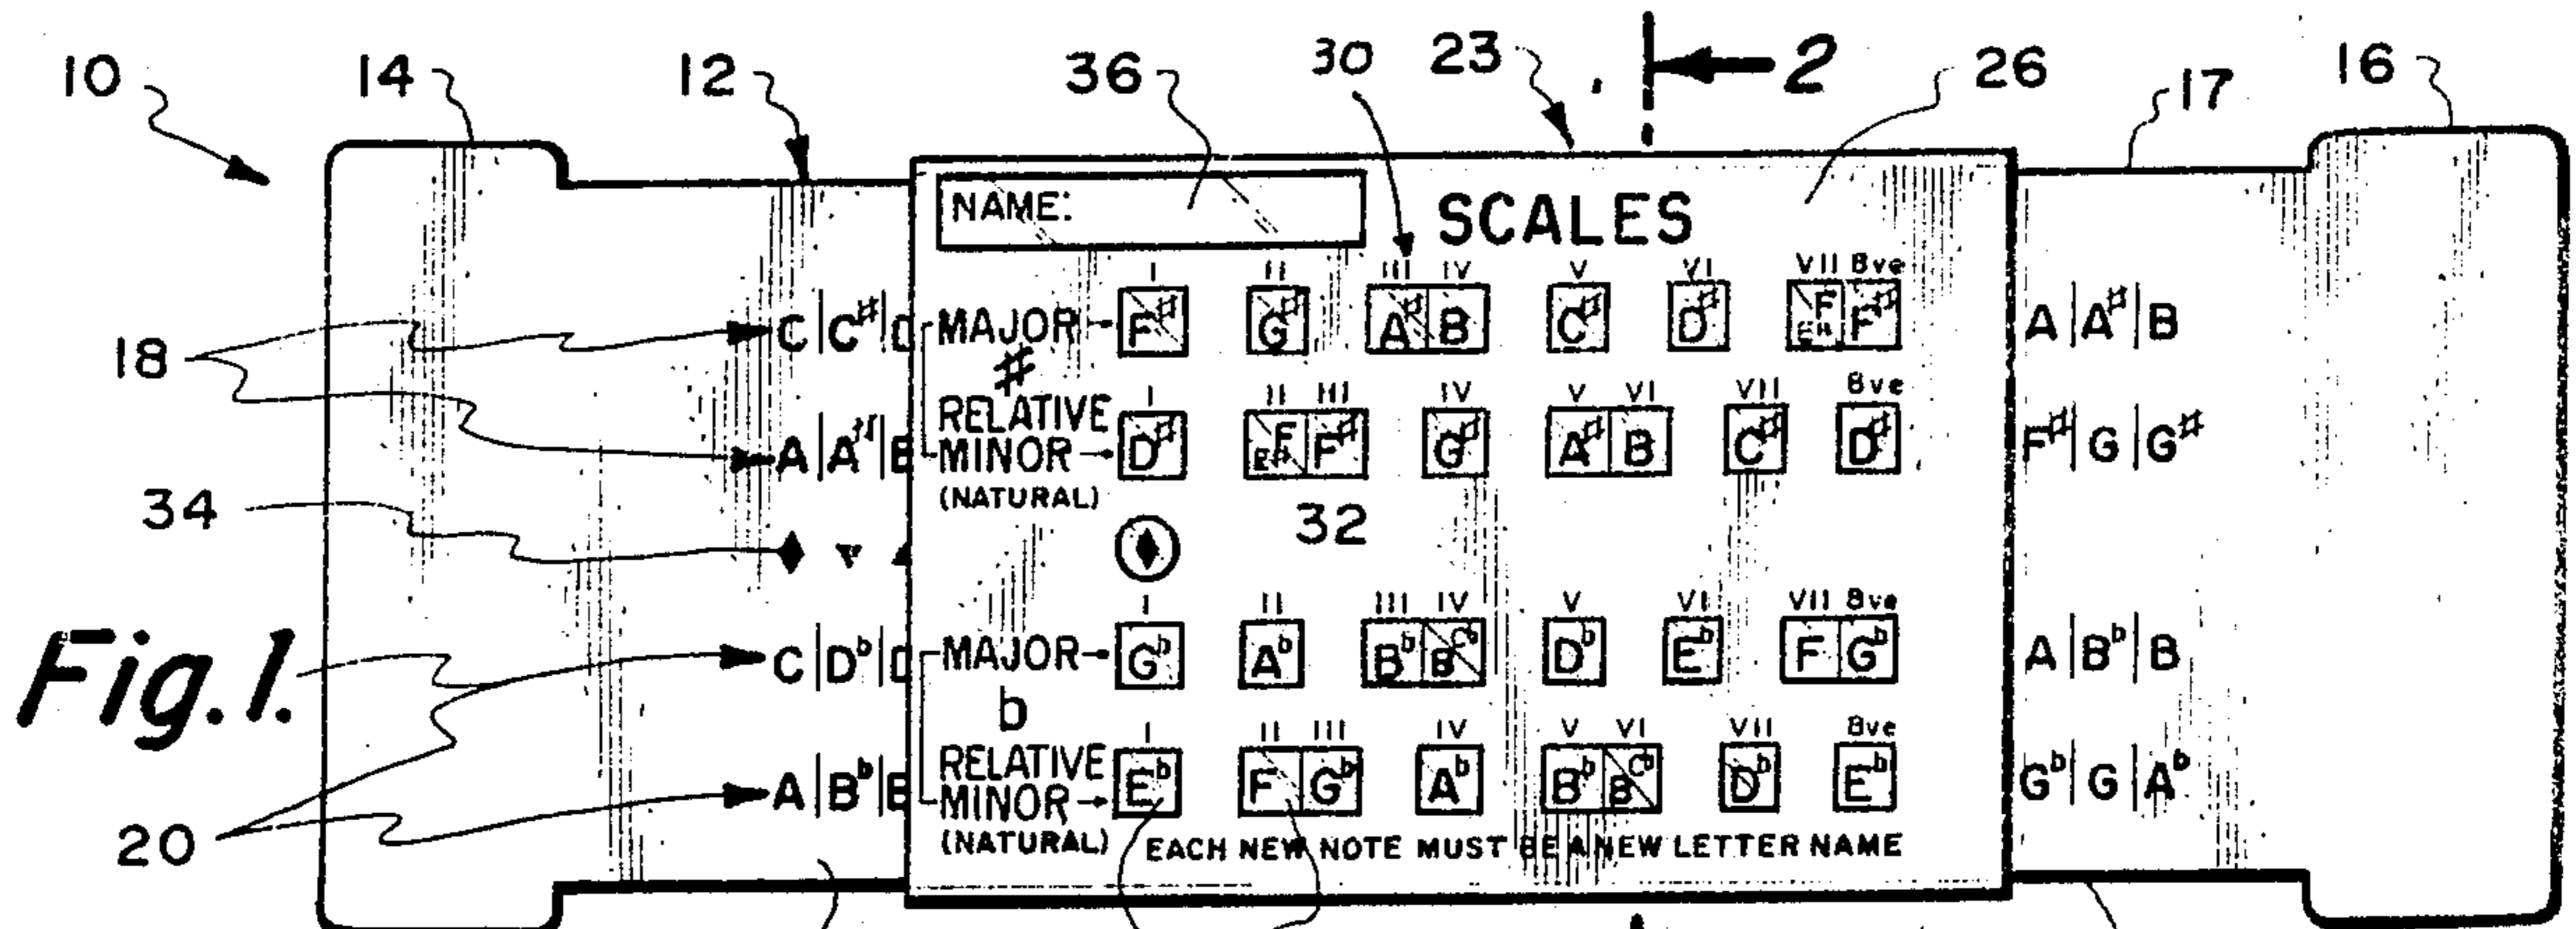 10 14 12 36 30 23 2 26 17 16
NAME: SCALES
I II III IV V VI VII 8ve
18 C|C♯|D MAJOR F♯ G♯ A♯ B C♯ D♯ F E♯ F♯ A|A♯|B
♯
I II III IV V VI VII 8ve
A|A♯|B RELATIVE MINOR D♯ F E♯ F♯ G♯ A♯ B C♯ D♯ F♯|G|G♯
34 (NATURAL) 32
I II III IV V VI VII 8ve
Fig.1. C|D♭|D MAJOR G♭ A♭ B♭ C♭ B D♭ E♭ F G♭ A|B♭|B
b
I II III IV V VI VII 8ve
20 A|B♭|B RELATIVE MINOR E♭ F G♭ A♭ B♭ C♭ B D♭ E♭ G♭|G|A♭
(NATURAL) EACH NEW NOTE MUST BE A NEW LETTER NAME